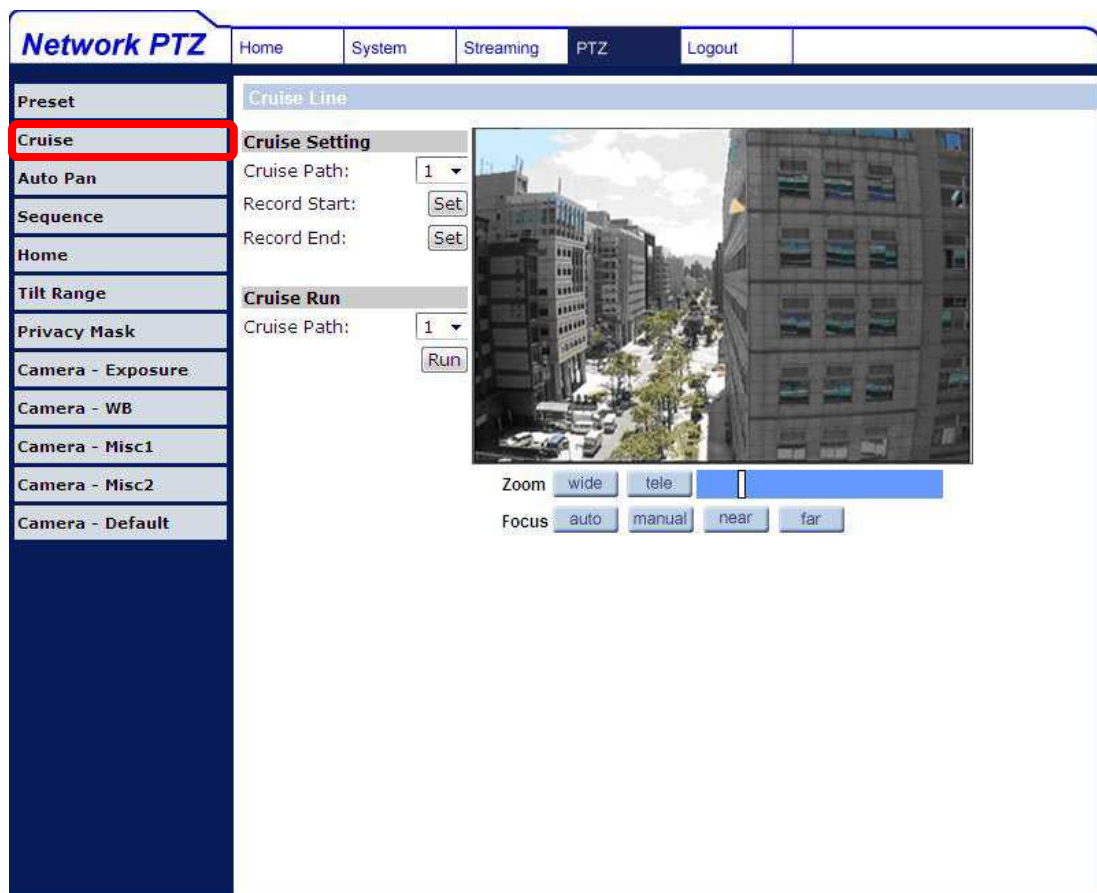 Network PTZ
Home System Streaming PTZ Logout
Preset
Cruise
Auto Pan
Sequence
Home
Tilt Range
Privacy Mask
Camera - Exposure
Camera - WB
Camera - Misc1
Camera - Misc2
Camera - Default
Cruise Line
Cruise Setting
Cruise Path: 1
Record Start: Set
Record End: Set
Cruise Run
Cruise Path: 1
Run
Zoom wide tele
Focus auto manual near far